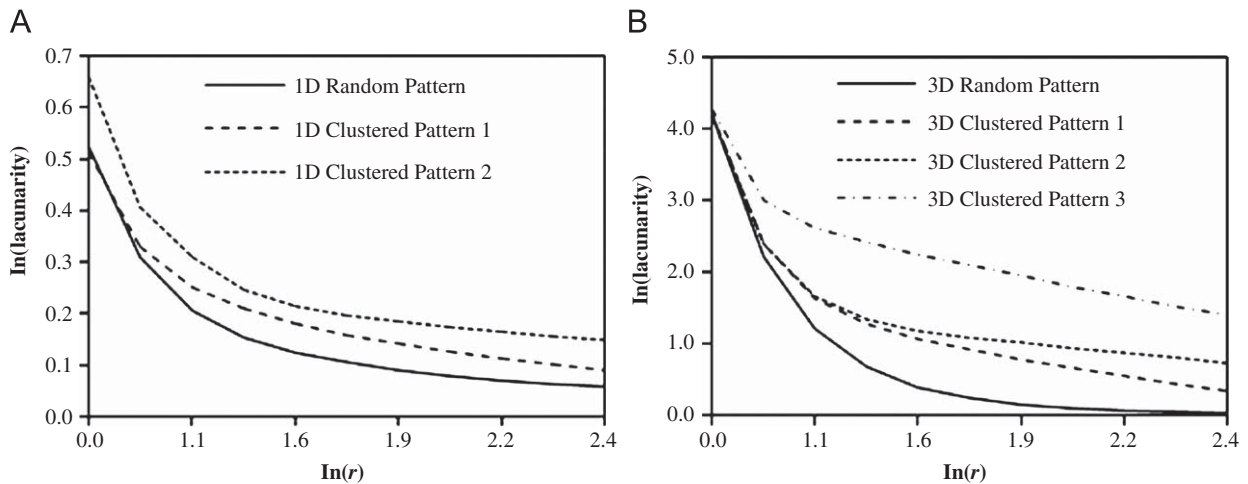 A
ln(lacunarity)
0.7
0.6
0.5
0.4
0.3
0.2
0.1
0.0
1D Random Pattern
1D Clustered Pattern 1
1D Clustered Pattern 2
0.0 1.1 1.6 1.9 2.2 2.4
ln(r)
B
ln(lacunarity)
5.0
4.0
3.0
2.0
1.0
0.0
3D Random Pattern
3D Clustered Pattern 1
3D Clustered Pattern 2
3D Clustered Pattern 3
0.0 1.1 1.6 1.9 2.2 2.4
ln(r)